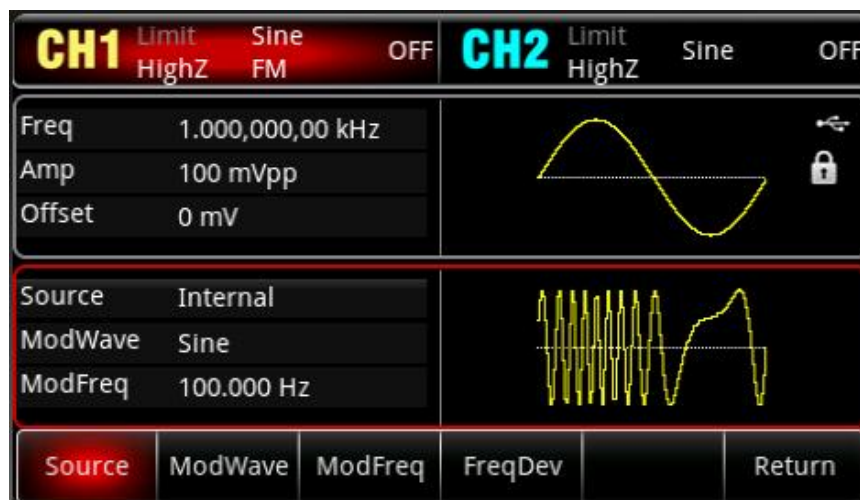 CH1 Limit Sine OFF CH2 Limit Sine OFF
HighZ FM HighZ
Freq 1.000,000,00 kHz
Amp 100 mVpp
Offset 0 mV
Source Internal
ModWave Sine
ModFreq 100.000 Hz
Source ModWave ModFreq FreqDev Return